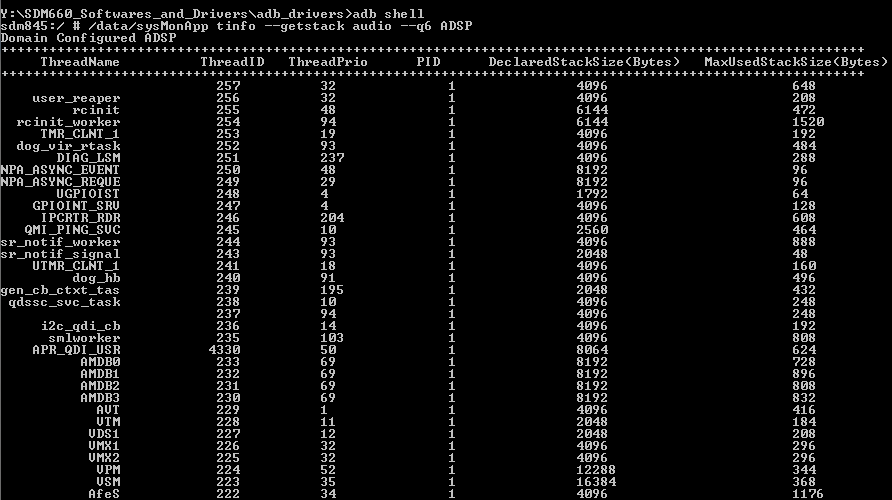 Y:\SDM660_Softwares_and_Drivers\adb_drivers>adb shell
sdm845:/ # /data/sysMonApp tinfo --getstack audio --q6 ADSP
Domain Configured ADSP
++++++++++++++++++++++++++++++++++++++++++++++++++++++++++++++++++++++++++++++++++++++++++++++++++++++++++++
ThreadName ThreadID ThreadPrio PID DeclaredStackSize(Bytes) MaxUsedStackSize(Bytes)
++++++++++++++++++++++++++++++++++++++++++++++++++++++++++++++++++++++++++++++++++++++++++++++++++++++++++++
257 32 1 4096 648
user_reaper 256 32 1 4096 208
rcinit 255 48 1 6144 472
rcinit_worker 254 94 1 6144 1520
TMR_CLNT_1 253 19 1 4096 192
dog_vir_rtask 252 93 1 4096 484
DIAG_LSM 251 237 1 4096 288
NPA_ASYNC_EVENT 250 48 1 8192 96
NPA_ASYNC_REQUE 249 29 1 8192 96
UGPIOIST 248 4 1 1792 64
GPIOINT_SRV 247 4 1 4096 128
IPCRTR_RDR 246 204 1 4096 608
QMI_PING_SVC 245 10 1 2560 464
sr_notif_worker 244 93 1 4096 888
sr_notif_signal 243 93 1 2048 48
UTMR_CLNT_1 241 18 1 4096 160
dog_hb 240 91 1 4096 496
gen_cb_ctxt_tas 239 195 1 2048 432
qdssc_svc_task 238 10 1 4096 248
237 94 1 4096 248
i2c_qdi_cb 236 14 1 4096 192
smlworker 235 103 1 4096 808
APR_QDI_USR 4330 50 1 8064 624
AMDB0 233 69 1 8192 728
AMDB1 232 69 1 8192 896
AMDB2 231 69 1 8192 808
AMDB3 230 69 1 8192 832
AVT 229 1 1 4096 416
VTM 228 11 1 2048 184
VDS1 227 12 1 2048 208
VMX1 226 32 1 4096 296
VMX2 225 32 1 4096 296
VPM 224 52 1 12288 344
VSM 223 35 1 16384 368
AfeS 222 34 1 4096 1176